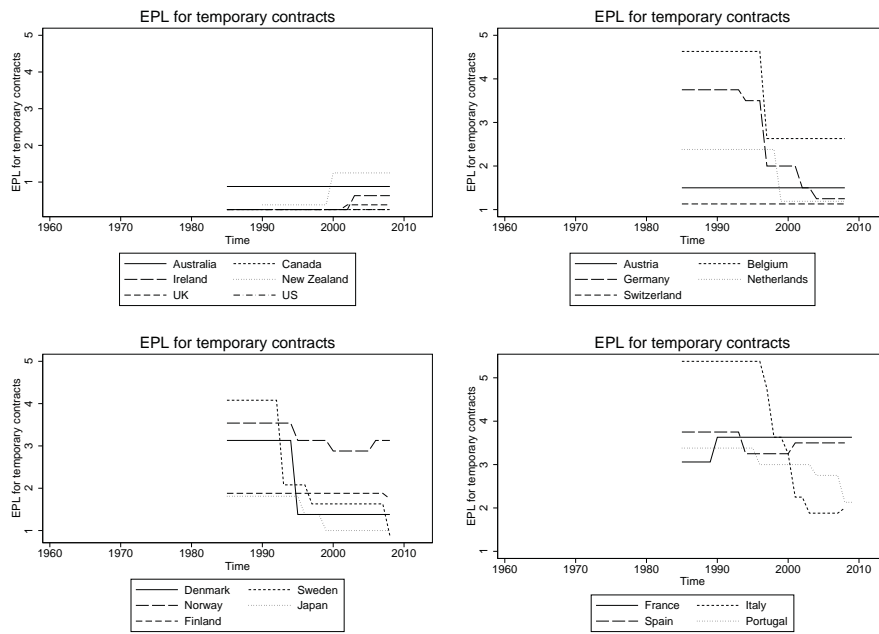 EPL for temporary contracts
EPL for temporary contracts
5
4
3
2
1
1960 1970 1980 1990 2000 2010
Time
Australia Canada
Ireland New Zealand
UK US
EPL for temporary contracts
EPL for temporary contracts
5
4
3
2
1
1960 1970 1980 1990 2000 2010
Time
Austria Belgium
Germany Netherlands
Switzerland
EPL for temporary contracts
EPL for temporary contracts
5
4
3
2
1
1960 1970 1980 1990 2000 2010
Time
Denmark Sweden
Norway Japan
Finland
EPL for temporary contracts
EPL for temporary contracts
5
4
3
2
1
1960 1970 1980 1990 2000 2010
Time
France Italy
Spain Portugal